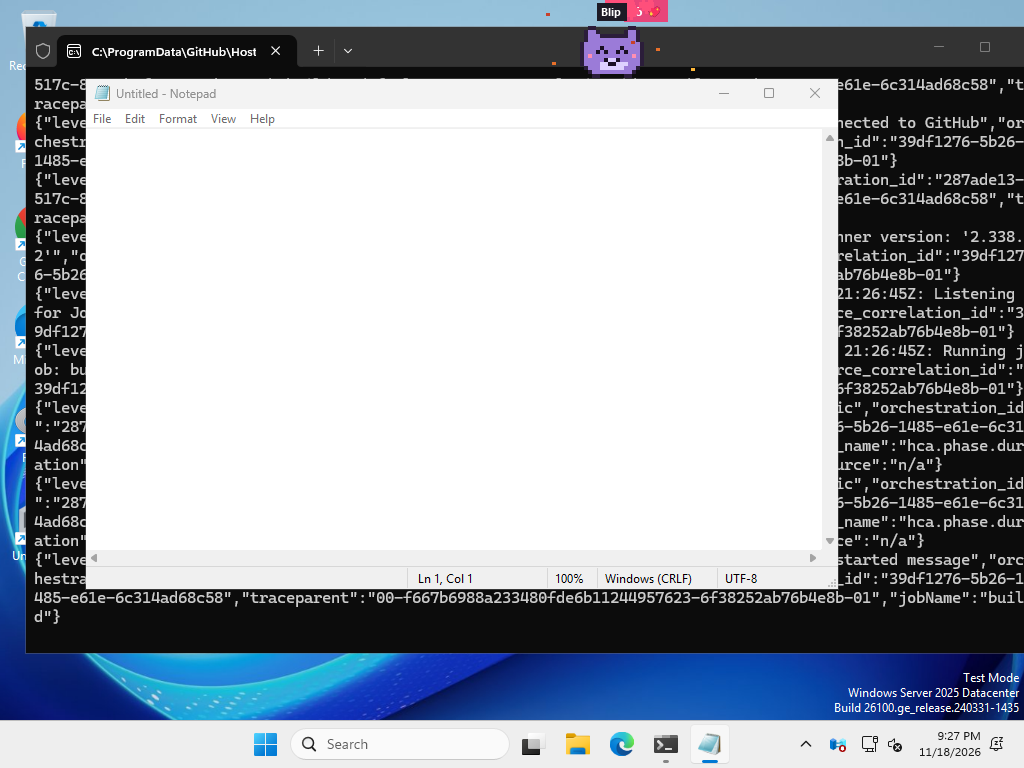 Blip
C:\ProgramData\GitHub\Host
Untitled - Notepad
File Edit Format View Help
517c-8
e61e-6c314ad68c58","t
racepa
{"leve
nected to GitHub","or
chestr
n_id":"39df1276-5b26-
1485-e
8b-01"}
{"leve
ration_id":"287ade13-
517c-8
e61e-6c314ad68c58","t
racepa
{"leve
nner version: '2.338.
2'","o
relation_id":"39df127
6-5b26
ab76b4e8b-01"}
{"leve
21:26:45Z: Listening
for Jo
ce_correlation_id":"3
9df127
f38252ab76b4e8b-01"}
{"leve
21:26:45Z: Running j
ob: bu
rce_correlation_id":"
39df12
6f38252ab76b4e8b-01"}
{"leve
ic","orchestration_id
":"287
6-5b26-1485-e61e-6c31
4ad68c
_name":"hca.phase.dur
ation"
urce":"n/a"}
{"leve
ic","orchestration_id
":"287
6-5b26-1485-e61e-6c31
4ad68c
_name":"hca.phase.dur
ation"
ce":"n/a"}
{"leve
started message","orc
hestra
_id":"39df1276-5b26-1
485-e61e-6c314ad68c58","traceparent":"00-f667b6988a233480fde6b11244957623-6f38252ab76b4e8b-01","jobName":"buil
d"}
Ln 1, Col 1 100% Windows (CRLF) UTF-8
Test Mode
Windows Server 2025 Datacenter
Build 26100.ge_release.240331-1435
Search
9:27 PM
11/18/2026